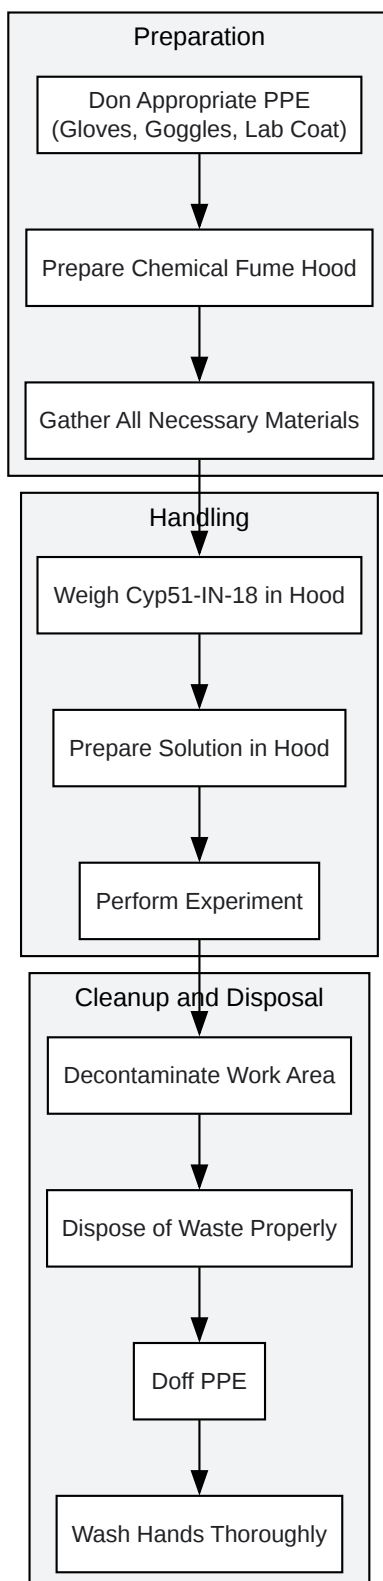 Preparation
Don Appropriate PPE
(Gloves, Goggles, Lab Coat)
Prepare Chemical Fume Hood
Gather All Necessary Materials
Handling
Weigh Cyp51-IN-18 in Hood
Prepare Solution in Hood
Perform Experiment
Cleanup and Disposal
Decontaminate Work Area
Dispose of Waste Properly
Doff PPE
Wash Hands Thoroughly